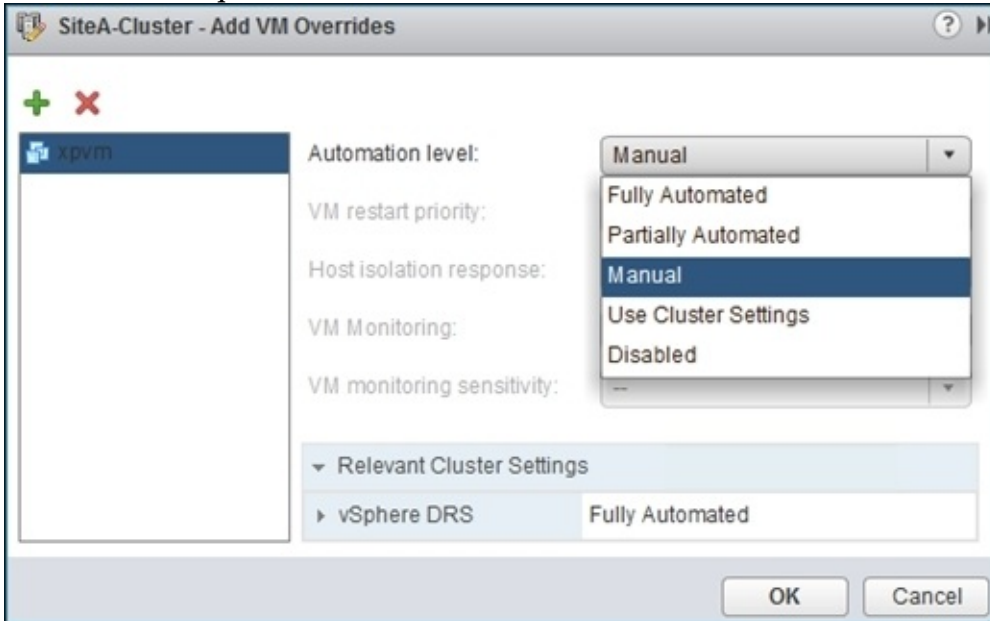 SiteA-Cluster - Add VM Overrides
xpvm
Automation level:
Manual
Fully Automated
Partially Automated
Manual
Use Cluster Settings
Disabled
VM restart priority:
Host isolation response:
VM Monitoring:
VM monitoring sensitivity:
--
Relevant Cluster Settings
vSphere DRS
Fully Automated
OK
Cancel